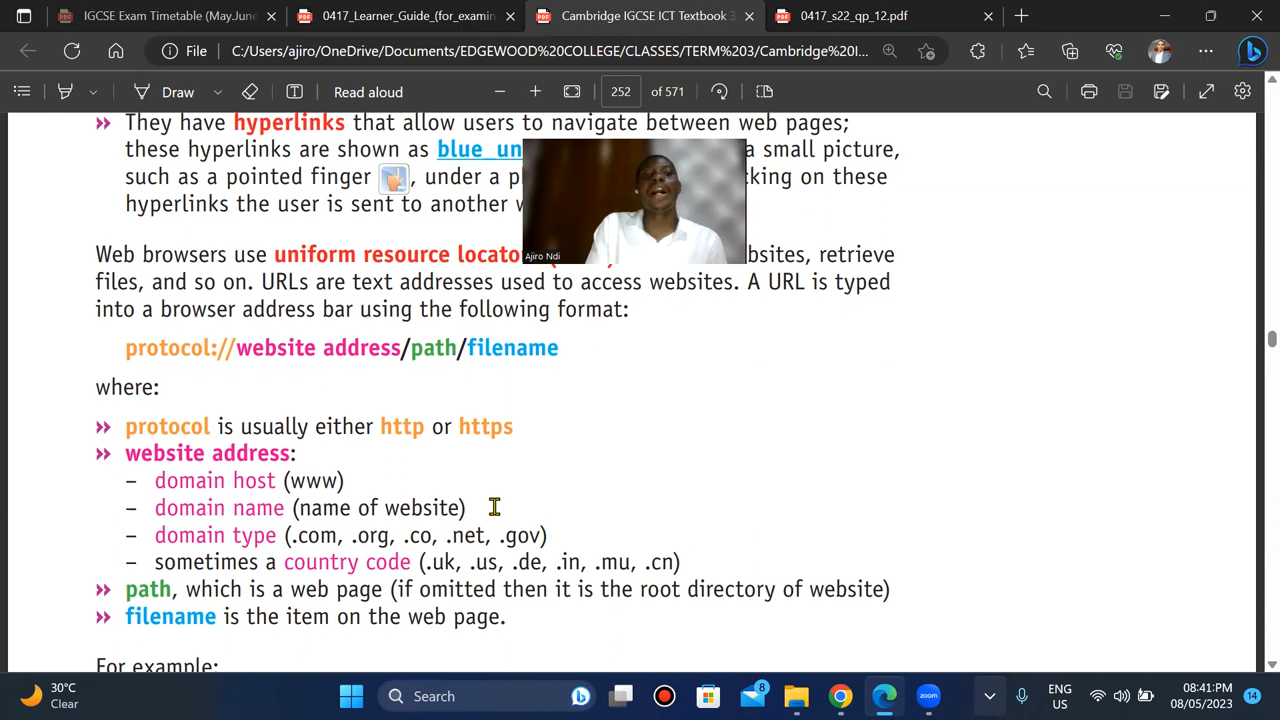 IGCSE Exam Timetable (May.June
0417_Learner_Guide_(for_examin
Cambridge IGCSE ICT Textbook 3
0417_s22_qp_12.pdf
File
C:/Users/ajiro/OneDrive/Documents/EDGEWOOD%20COLLEGE/CLASSES/TERM%203/Cambridge%20I...
Draw
Read aloud
252 of 571
They have hyperlinks that allow users to navigate between web pages;
these hyperlinks are shown as blue_un a small picture,
such as a pointed finger , under a p cking on these
hyperlinks the user is sent to another w
Ajiro Ndi
Web browsers use uniform resource locato bsites, retrieve
files, and so on. URLs are text addresses used to access websites. A URL is typed
into a browser address bar using the following format:
protocol://website address/path/filename
where:
» protocol is usually either http or https
» website address:
– domain host (www)
– domain name (name of website)
– domain type (.com, .org, .co, .net, .gov)
– sometimes a country code (.uk, .us, .de, .in, .mu, .cn)
» path, which is a web page (if omitted then it is the root directory of website)
» filename is the item on the web page.
For example:
30°C
Clear
Search
8
zoom
ENG
US
08:41PM
08/05/2023
14